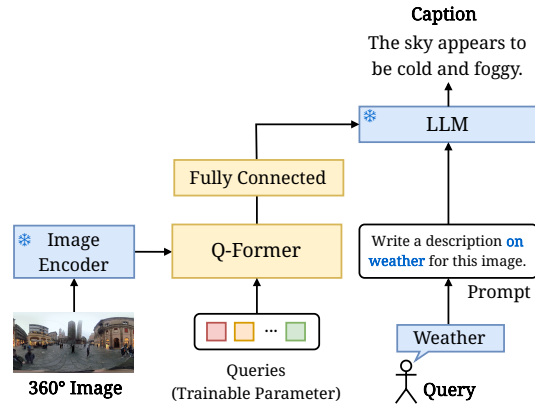 Caption
The sky appears to
be cold and foggy.
LLM
Fully Connected
Image
Encoder
Q-Former
Write a description on
weather for this image.
Prompt
...
Queries
(Trainable Parameter)
Weather
360° Image
Query